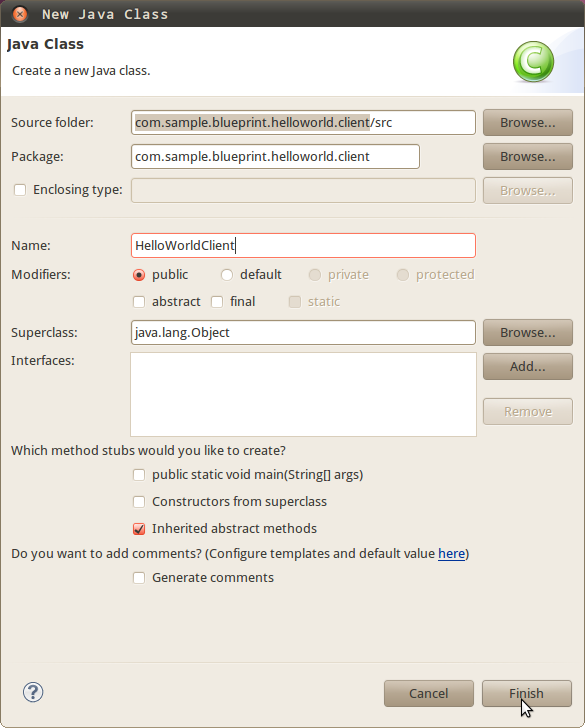 New Java Class
Java Class
Create a new Java class.
C
Source folder: com.sample.blueprint.helloworld.client/src Browse...
Package: com.sample.blueprint.helloworld.client Browse...
Enclosing type: Browse...
Name: HelloWorldClient
Modifiers: public default private protected
abstract final static
Superclass: java.lang.Object Browse...
Interfaces: Add...
Remove
Which method stubs would you like to create?
public static void main(String[] args)
Constructors from superclass
Inherited abstract methods
Do you want to add comments? (Configure templates and default value here)
Generate comments
? Cancel Finish